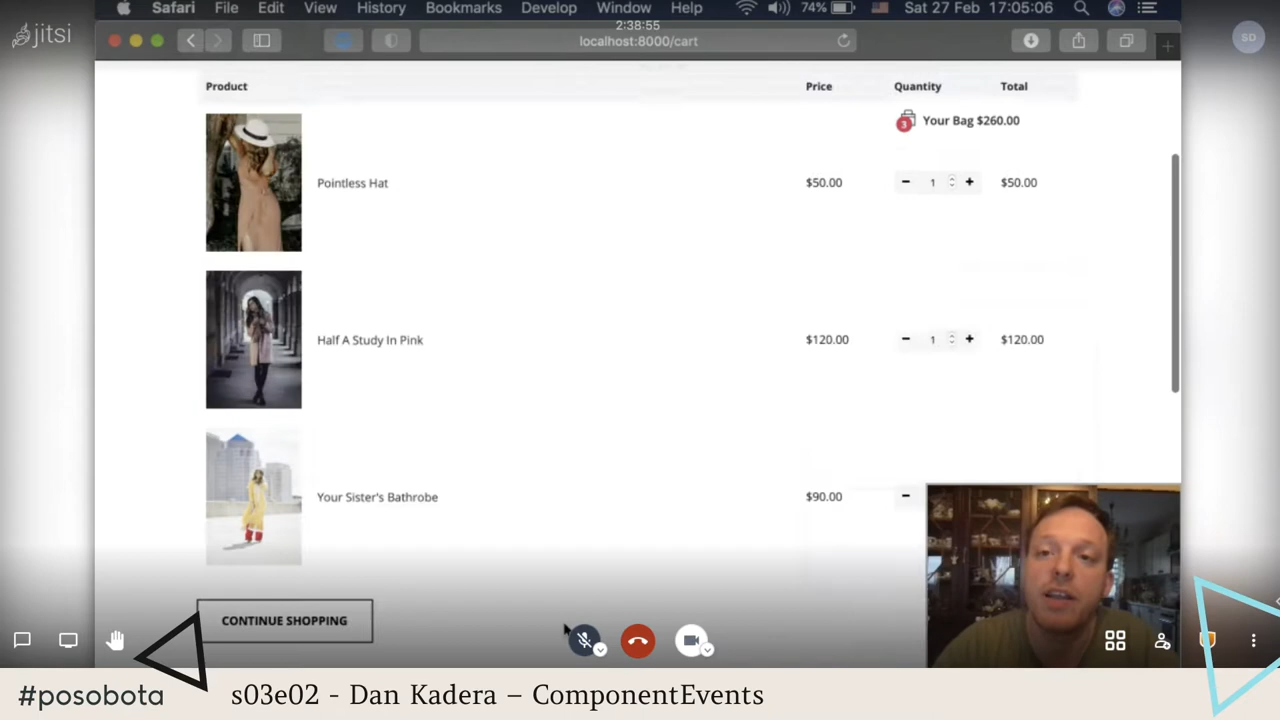 Safari File Edit View History Bookmarks Develop Window Help 74% Sat 27 Feb 17:05:06
jitsi
2:38:55
localhost:8000/cart
SD
Product Price Quantity Total
3 Your Bag $260.00
Pointless Hat $50.00 − 1 + $50.00
Half A Study In Pink $120.00 − 1 + $120.00
Your Sister's Bathrobe $90.00 −
CONTINUE SHOPPING
#posobota s03e02 - Dan Kadera – ComponentEvents